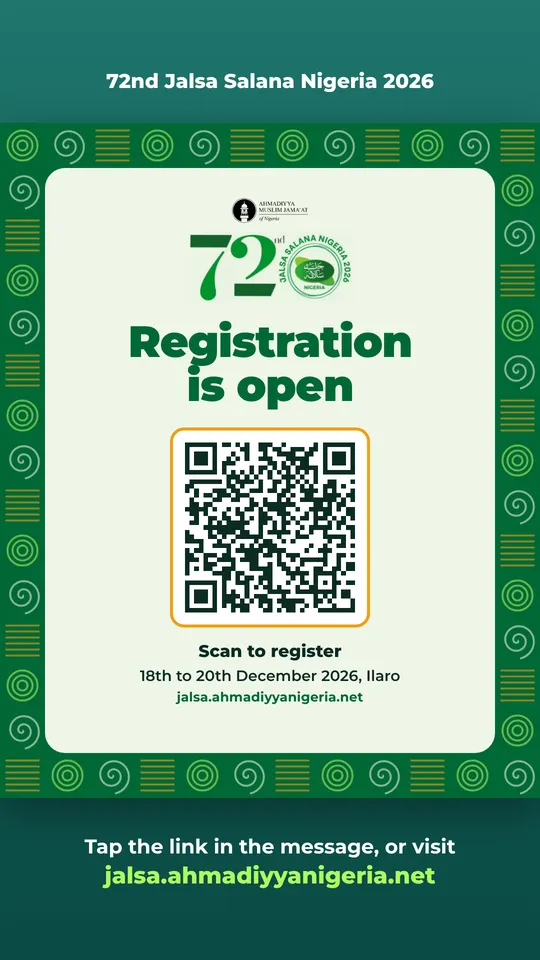 72nd Jalsa Salana Nigeria 2026
AHMADIYYA
MUSLIM JAMA'AT
of Nigeria
72nd
JALSA SALANA NIGERIA 2026
جلسہ سالانہ
NIGERIA
Registration
is open
Scan to register
18th to 20th December 2026, Ilaro
jalsa.ahmadiyyanigeria.net
Tap the link in the message, or visit
jalsa.ahmadiyyanigeria.net